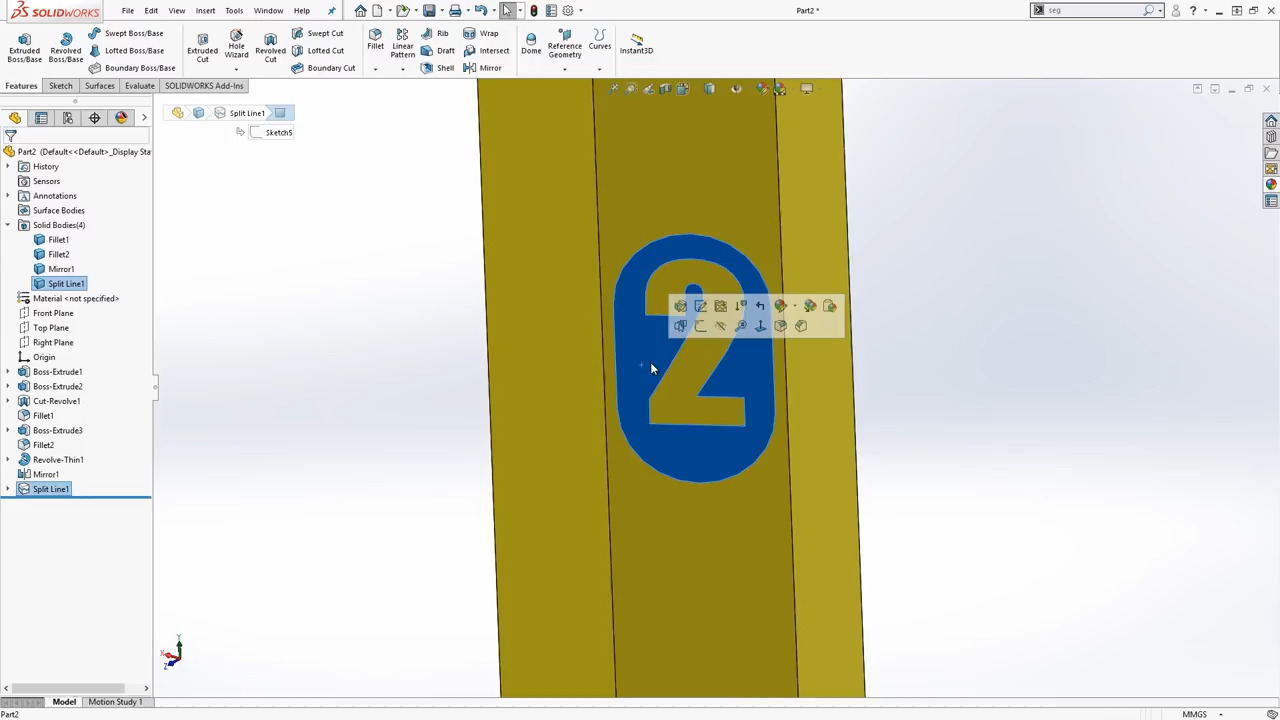 SOLIDWORKS
File
Edit
View
Insert
Tools
Window
Help
Part2 *
seg
?
Extruded Boss/Base
Revolved Boss/Base
Swept Boss/Base
Lofted Boss/Base
Boundary Boss/Base
Extruded Cut
Hole Wizard
Revolved Cut
Swept Cut
Lofted Cut
Boundary Cut
Fillet
Linear Pattern
Rib
Draft
Shell
Wrap
Intersect
Mirror
Dome
Reference Geometry
Curves
Instant3D
Features
Sketch
Surfaces
Evaluate
SOLIDWORKS Add-Ins
Split Line1
Sketch5
Part2 (Default<<Default>_Display Sta
History
Sensors
Annotations
Surface Bodies
Solid Bodies(4)
Fillet1
Fillet2
Mirror1
Split Line1
Material <not specified>
Front Plane
Top Plane
Right Plane
Origin
Boss-Extrude1
Boss-Extrude2
Cut-Revolve1
Fillet1
Boss-Extrude3
Fillet2
Revolve-Thin1
Mirror1
Split Line1
2
Y
X
Z
Model
Motion Study 1
Part2
MMGS